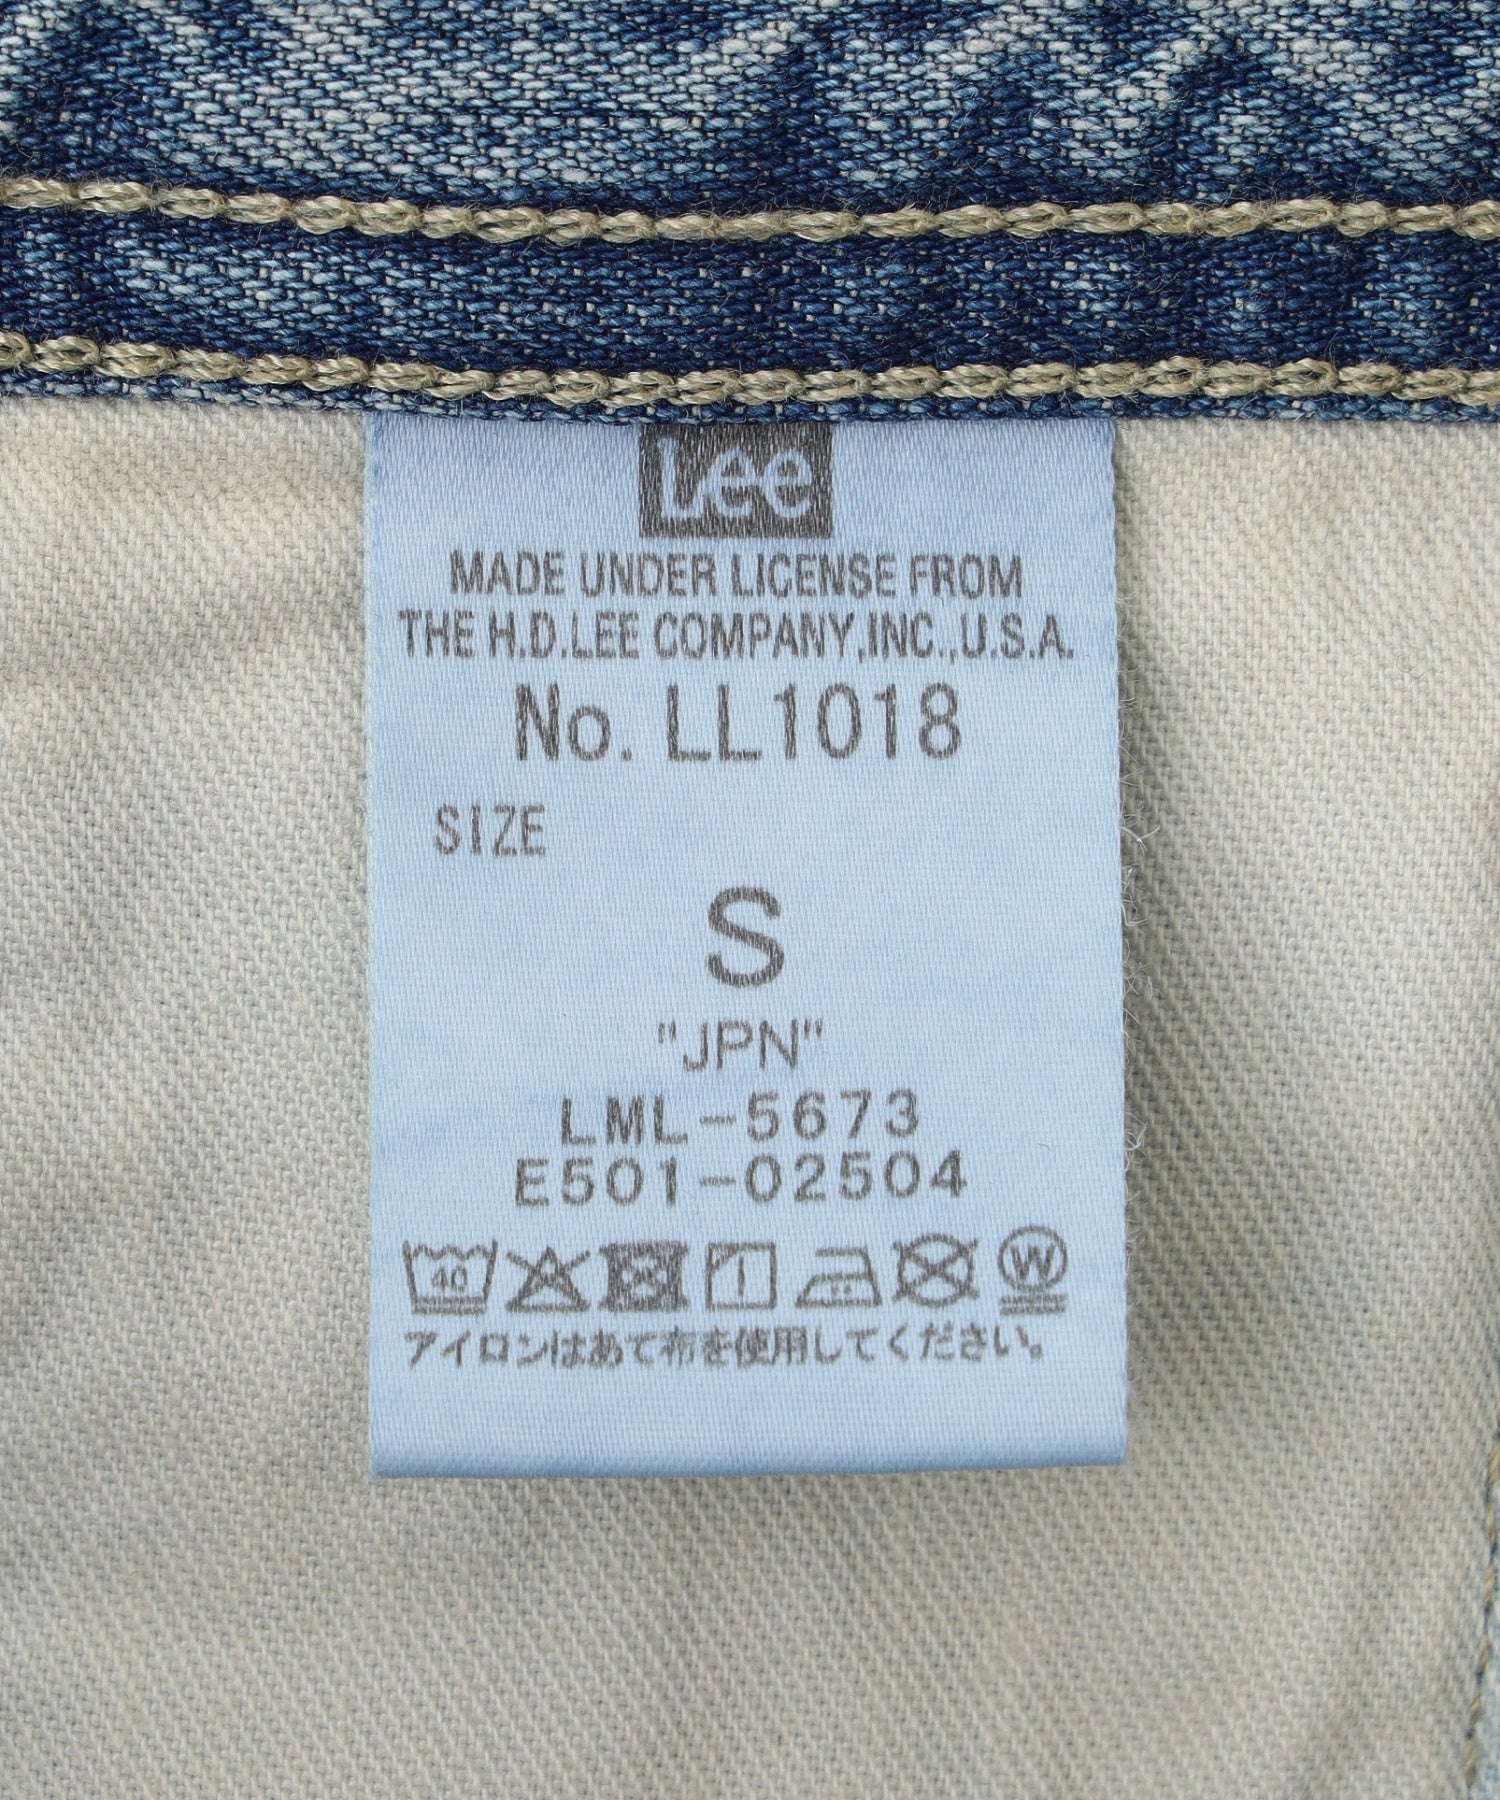 Lee
MADE UNDER LICENSE FROM
THE H.D.LEE COMPANY,INC.,U.S.A.
No. LL1018
SIZE
S
"JPN"
LML-5673
E501-02504
40 W
アイロンはあて布を使用してください。